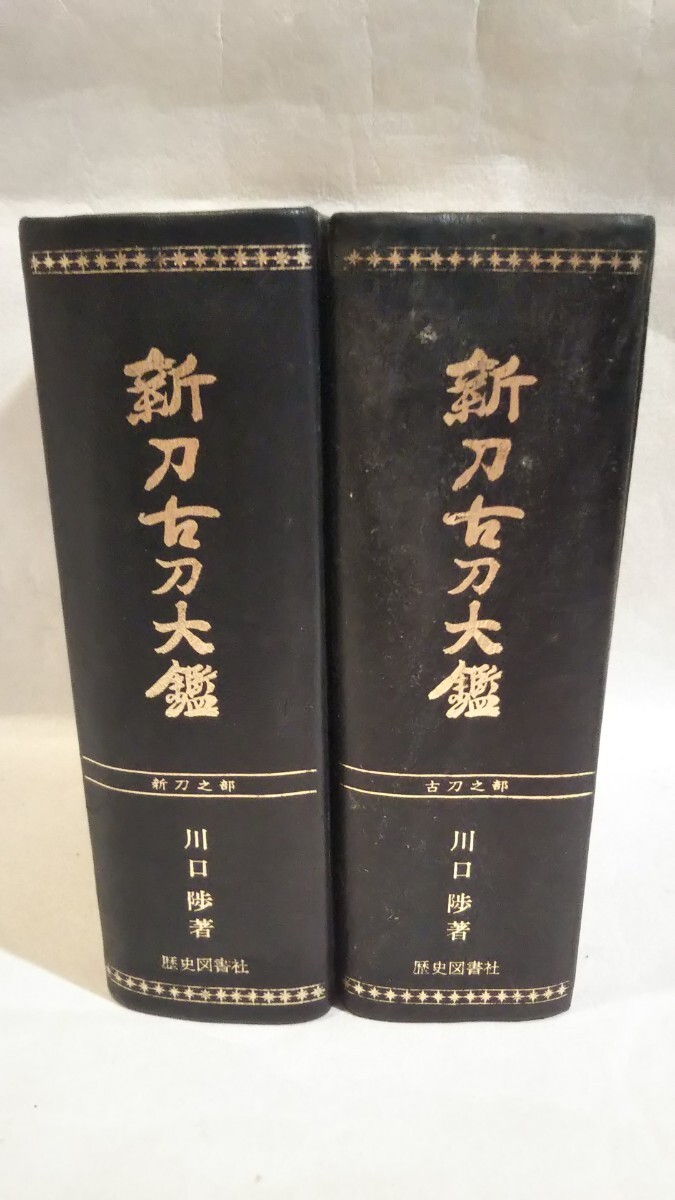 新刀古刀大鑑
新刀之部
川口陟著
歴史図書社
新刀古刀大鑑
古刀之部
川口陟著
歴史図書社